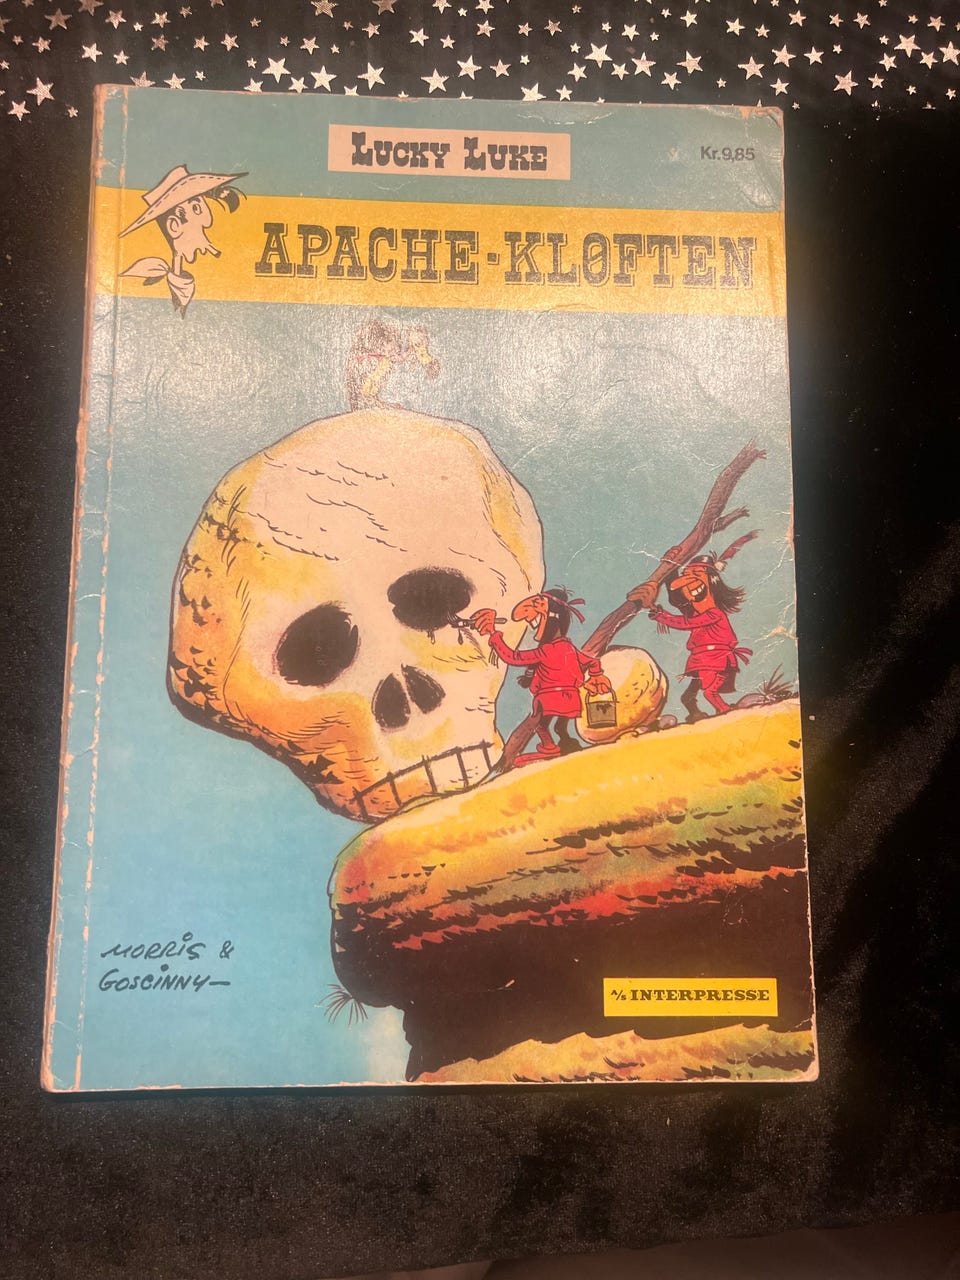 LUCKY LUKE
Kr.9,85
APACHE-KLØFTEN
MORRIS &
GOSCINNY
A/S INTERPRESSE